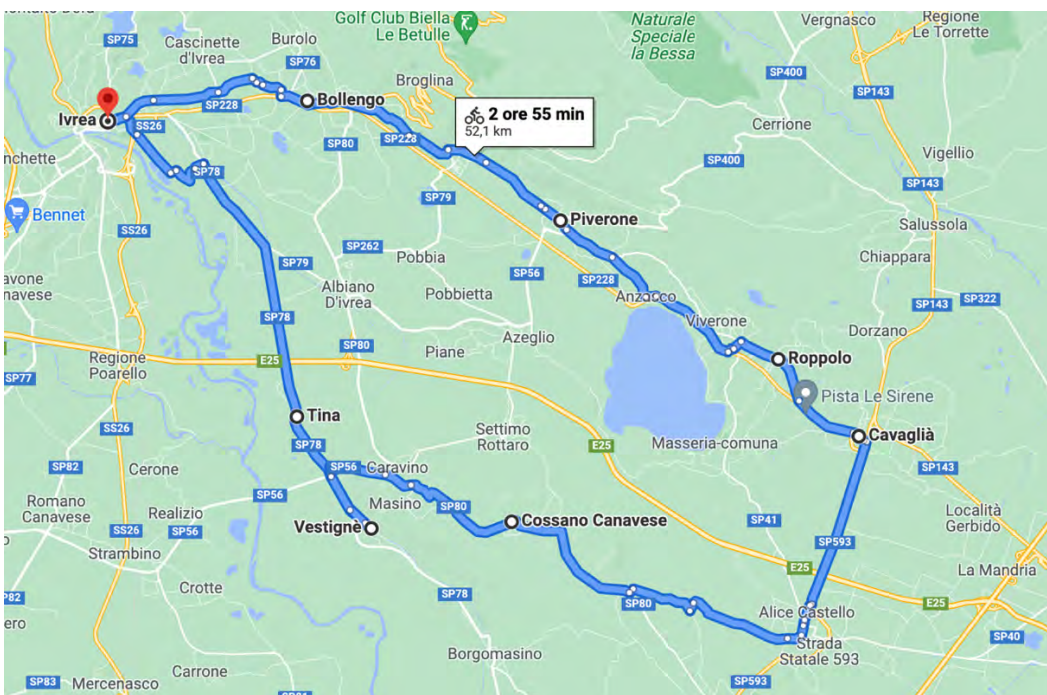 Golf Club Biella
Le Betulle
Naturale
Speciale
la Bessa
Vergnasco
Regione
Le Torrette
SP75
Cascinette
d'Ivrea
Burolo
SP76
Broglina
SP400
SP143
Ivrea
SP228
Bollengo
2 ore 55 min
52,1 km
SS26
SP80
SP228
Cerrione
Vigellio
SP78
SP400
SP143
SP79
Bennet
SS26
Piverone
Salussola
SP262
Pobbia
SP56
SP228
Chiappara
SP79
Albiano
D'ivrea
Pobbietta
Anzasco
SP143
SP322
SP78
Azeglio
Viverone
Dorzano
SP80
Piane
Roppolo
Regione
Poarello
E25
SP77
Pista Le Sirene
Tina
SS26
Settimo
Rottaro
Masseria-comuna
Cavaglià
SP78
E25
SP82
Cerone
SP56
Caravino
SP143
SP56
Masino
SP80
Romano
Canavese
Realizio
Vestignè
Cossano Canavese
SP41
Località
Gerbido
SS26
SP56
SP593
Strambino
E25
La Mandria
Crotte
SP78
SP80
Alice Castello
E25
SP82
Strada
Statale 593
SP40
Borgomasino
Carrone
SP83
Mercenasco
SP593